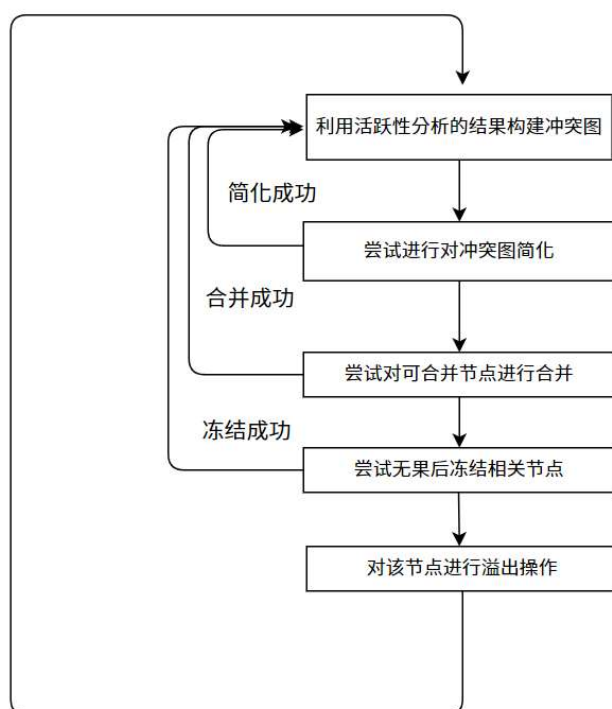 利用活跃性分析的结果构建冲突图
简化成功
尝试进行对冲突图简化
合并成功
尝试对可合并节点进行合并
冻结成功
尝试无果后冻结相关节点
对该节点进行溢出操作